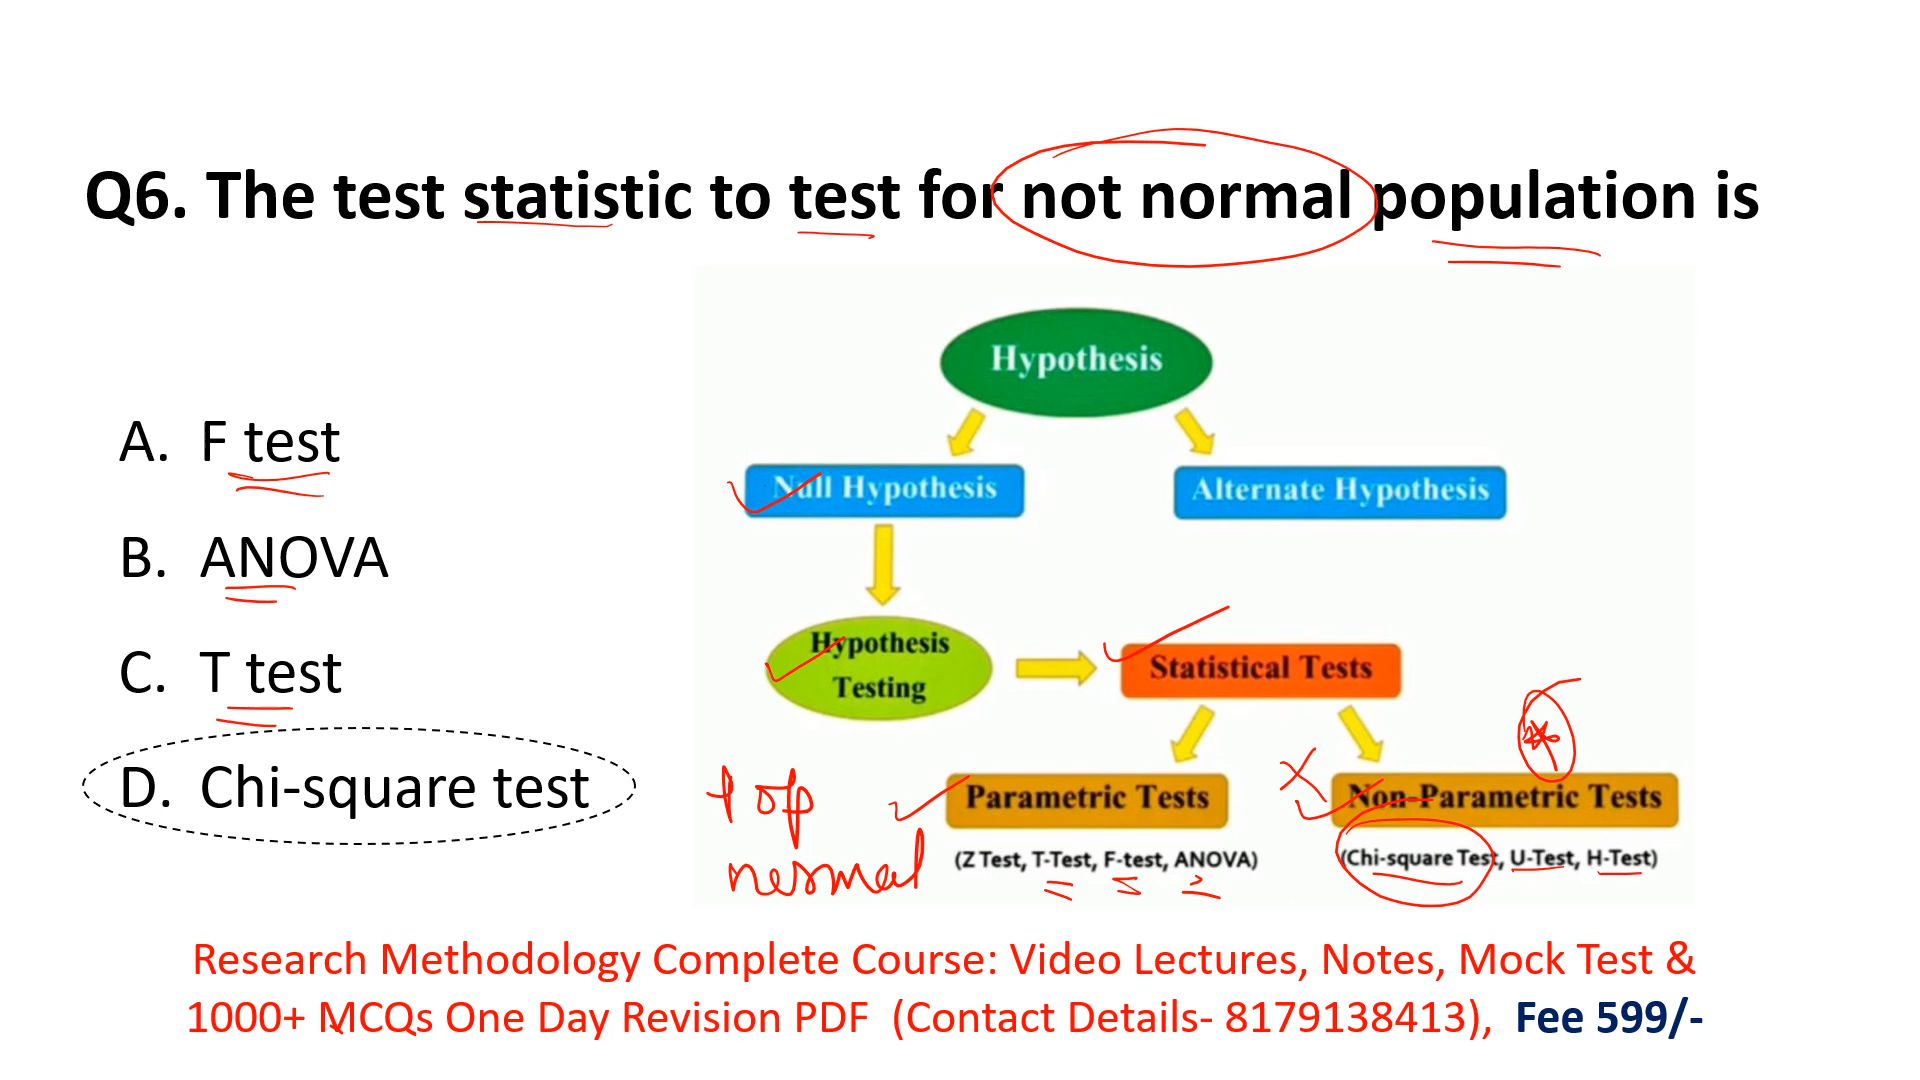 Q6. The test statistic to test for not normal population is
A. F test
B. ANOVA
C. T test
D. Chi-square test
Hypothesis
Null Hypothesis
Alternate Hypothesis
Hypothesis
Testing
Statistical Tests
Parametric Tests
Non-Parametric Tests
(Z Test, T-Test, F-test, ANOVA)
(Chi-square Test, U-Test, H-Test)
normal
Research Methodology Complete Course: Video Lectures, Notes, Mock Test &
1000+ MCQs One Day Revision PDF (Contact Details- 8179138413), Fee 599/-